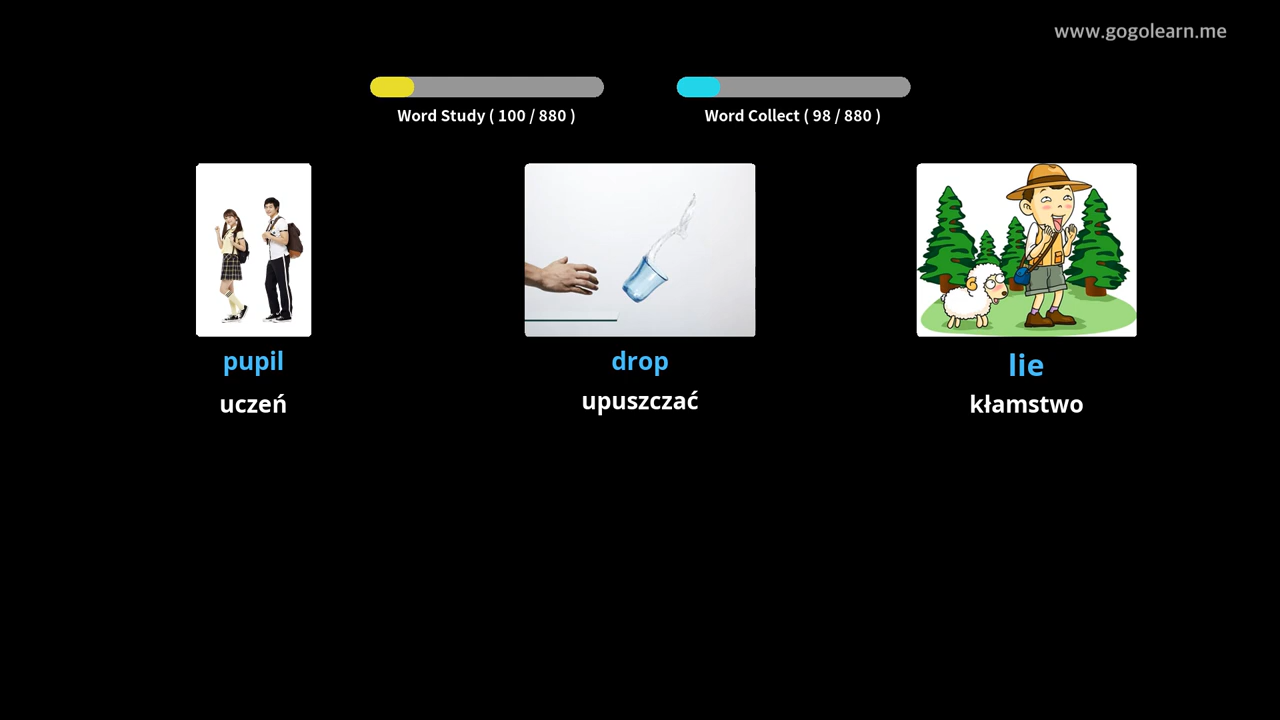 www.gogolearn.me
Word Study ( 100 / 880 )
Word Collect ( 98 / 880 )
pupil
uczeń
drop
upuszczać
lie
kłamstwo